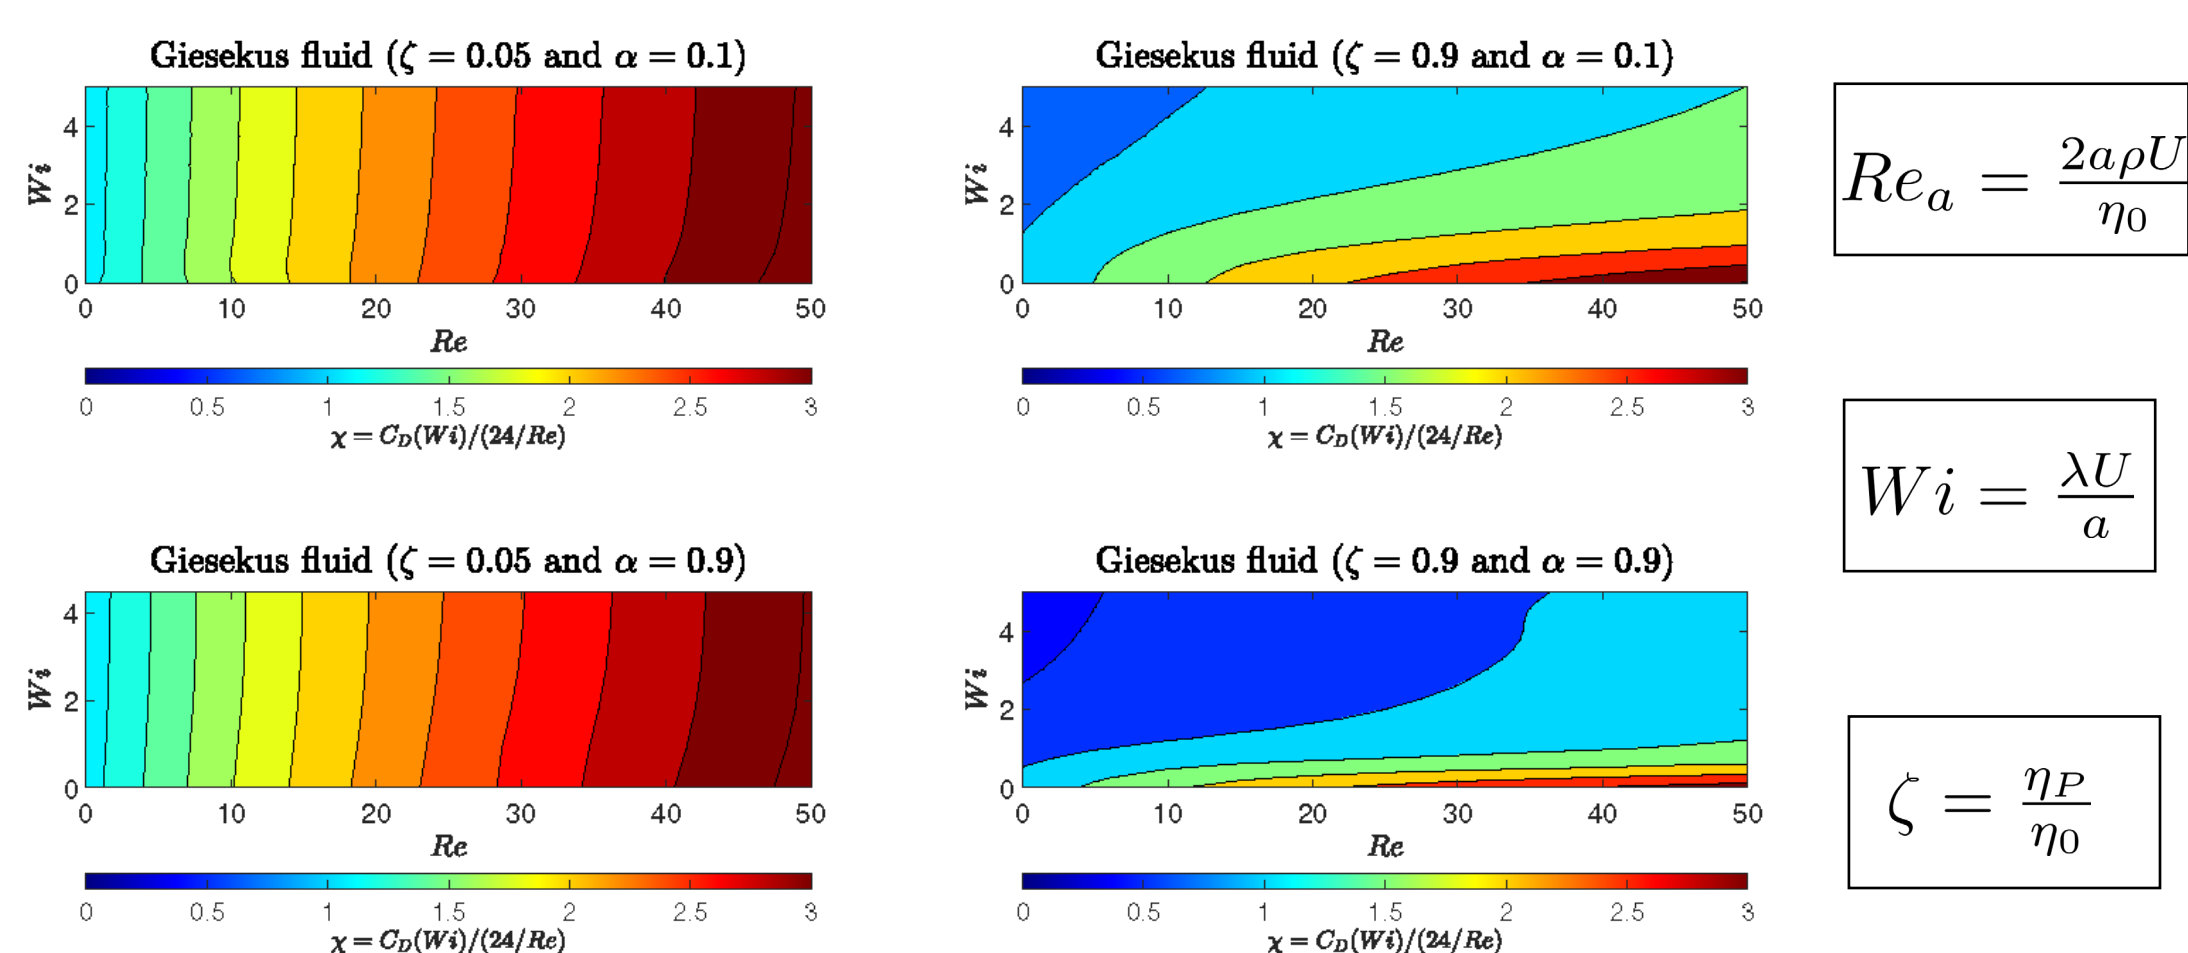 Giesekus fluid (ζ = 0.05 and α = 0.1)
Wi
4
2
0
0 10 20 30 40 50
Re
0 0.5 1 1.5 2 2.5 3
χ = C_D(Wi)/(24/Re)
Giesekus fluid (ζ = 0.9 and α = 0.1)
Wi
4
2
0
0 10 20 30 40 50
Re
0 0.5 1 1.5 2 2.5 3
χ = C_D(Wi)/(24/Re)
Re_a = 2aρU/η_0
Wi = λU/a
Giesekus fluid (ζ = 0.05 and α = 0.9)
Wi
4
2
0
0 10 20 30 40 50
Re
0 0.5 1 1.5 2 2.5 3
χ = C_D(Wi)/(24/Re)
Giesekus fluid (ζ = 0.9 and α = 0.9)
Wi
4
2
0
0 10 20 30 40 50
Re
0 0.5 1 1.5 2 2.5 3
χ = C_D(Wi)/(24/Re)
ζ = η_P/η_0